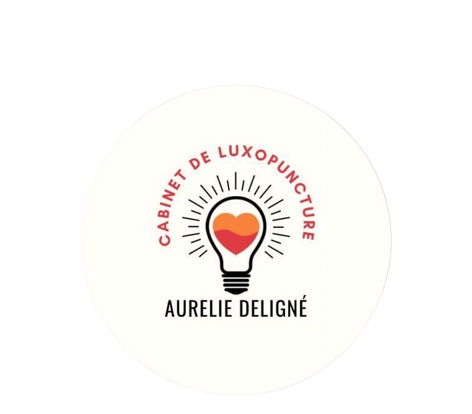 CABINET DE LUXOPUNCTURE
AURELIE DELIGNÉ